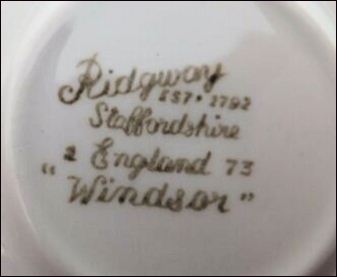 Ridgway
EST. 1792
Staffordshire
2 England 73
"Windsor"